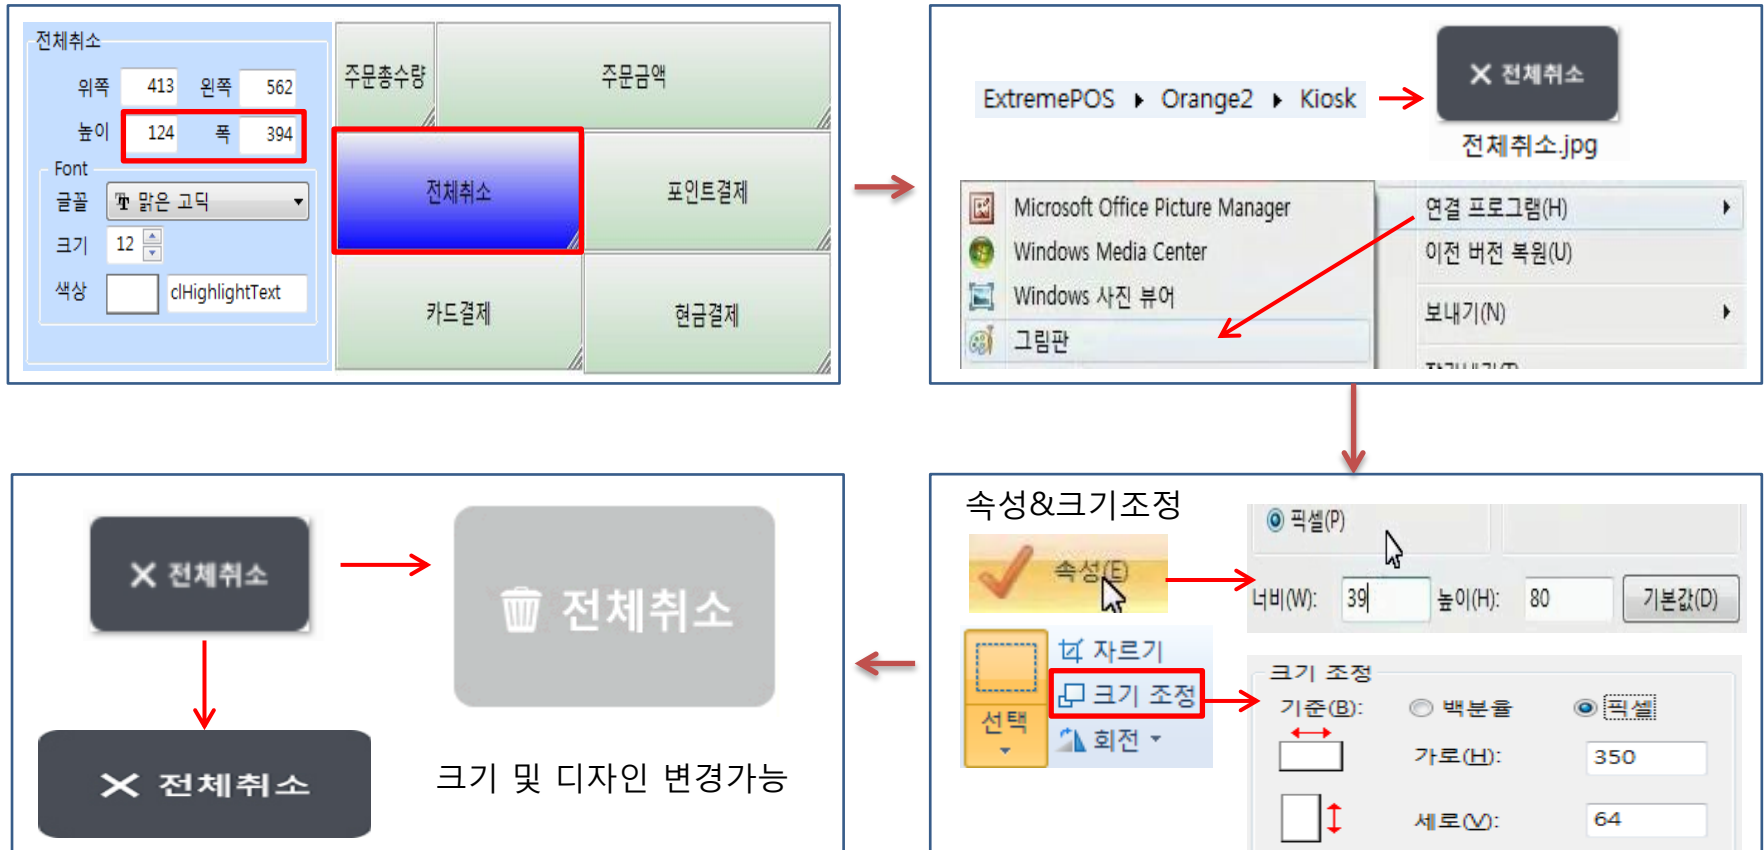 전체취소
위쪽 413 왼쪽 562
높이 124 폭 394
Font
글꼴 맑은 고딕
크기 12
색상 clHighlightText
주문총수량 주문금액
전체취소 포인트결제
카드결제 현금결제
ExtremePOS ▸ Orange2 ▸ Kiosk
✕ 전체취소
전체취소.jpg
Microsoft Office Picture Manager
Windows Media Center
Windows 사진 뷰어
그림판
연결 프로그램(H)
이전 버전 복원(U)
보내기(N)
속성&크기조정
속성(E)
픽셀(P)
너비(W): 39 높이(H): 80 기본값(D)
선택
자르기
크기 조정
회전
크기 조정
기준(B): 백분율 픽셀
가로(H): 350
세로(V): 64
✕ 전체취소
전체취소
✕ 전체취소
크기 및 디자인 변경가능